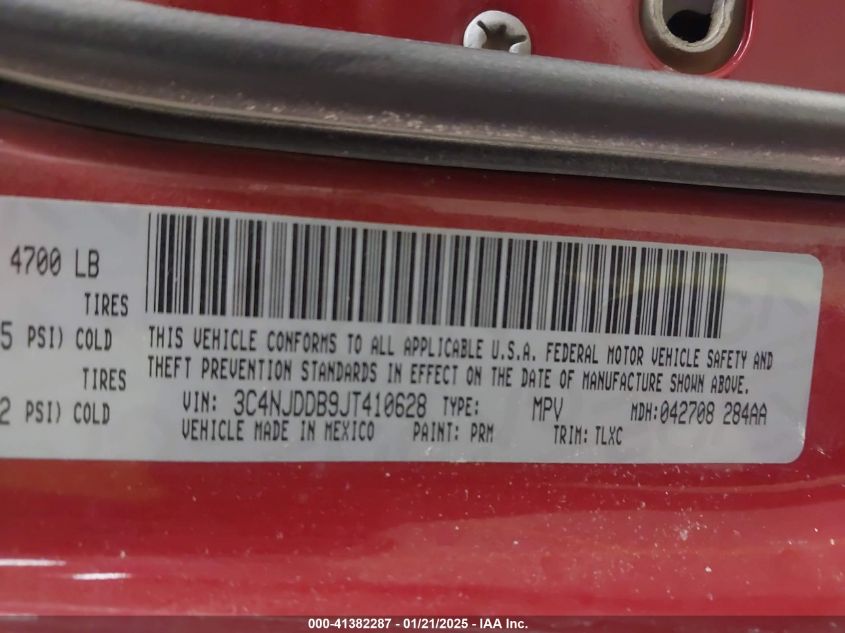 4700 LB
TIRES
5 PSI) COLD
TIRES
2 PSI) COLD
THIS VEHICLE CONFORMS TO ALL APPLICABLE U.S.A. FEDERAL MOTOR VEHICLE SAFETY AND
THEFT PREVENTION STANDARDS IN EFFECT ON THE DATE OF MANUFACTURE SHOWN ABOVE.
VIN: 3C4NJDDB9JT410628 TYPE: MPV MDH:042708 284AA
VEHICLE MADE IN MEXICO PAINT: PRM TRIM: TLXC
000-41382287 - 01/21/2025 - IAA Inc.